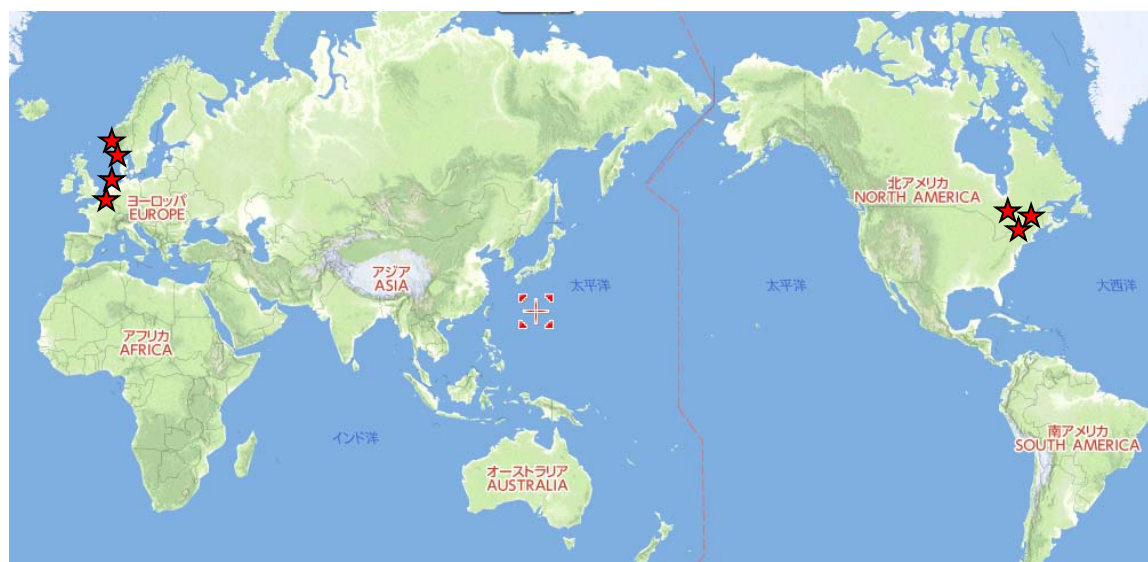 北アメリカ
NORTH AMERICA
ヨーロッパ
EUROPE
アジア
ASIA
太平洋
太平洋
大西洋
アフリカ
AFRICA
インド洋
南アメリカ
SOUTH AMERICA
オーストラリア
AUSTRALIA